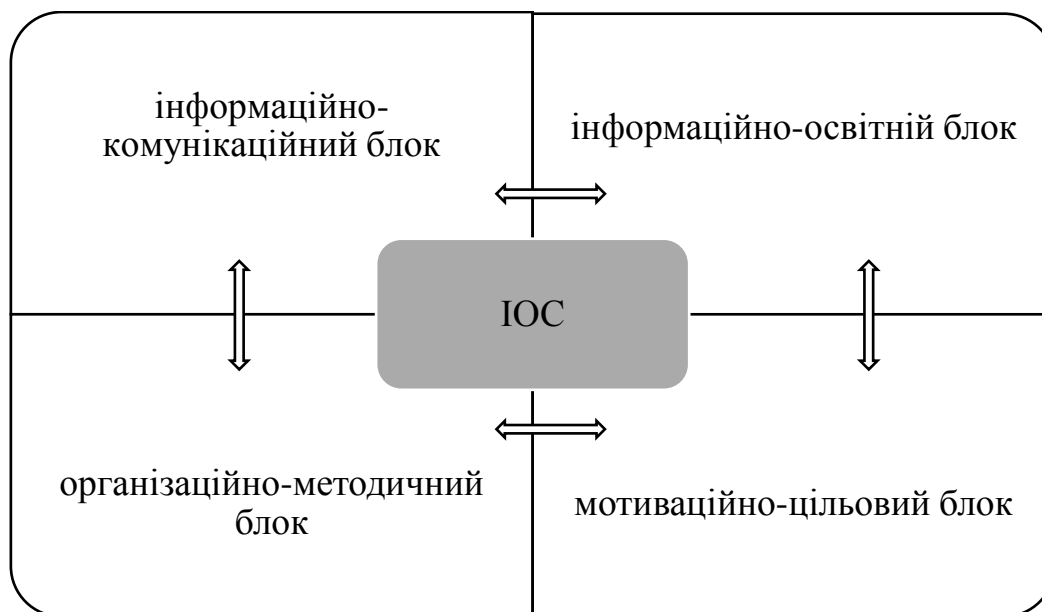 інформаційно-
комунікаційний блок
інформаційно-освітній блок
ІОС
організаційно-методичний
блок
мотиваційно-цільовий блок